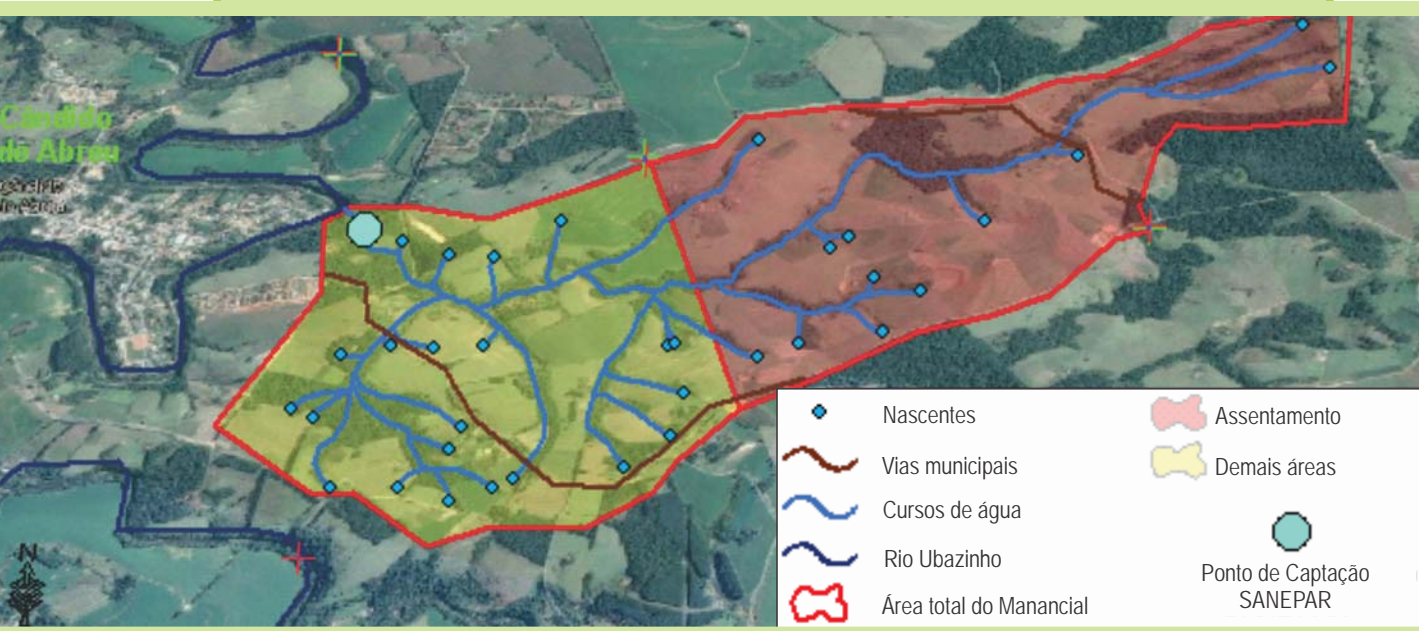 Cândido
de Abreu
N
Nascentes
Vias municipais
Cursos de água
Rio Ubazinho
Área total do Manancial
Assentamento
Demais áreas
Ponto de Captação
SANEPAR